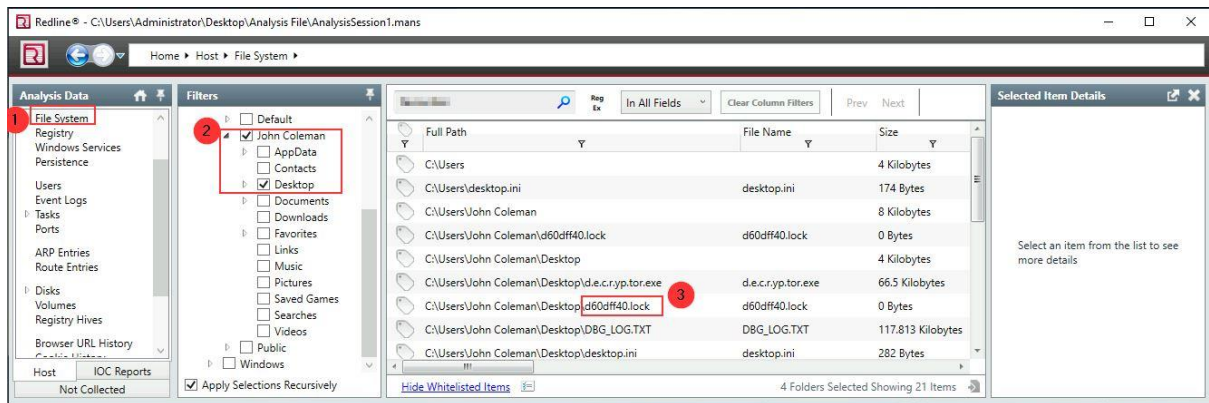 Redline® - C:\Users\Administrator\Desktop\Analysis File\AnalysisSession1.mans
Home ▸ Host ▸ File System ▸
Analysis Data
1
File System
Registry
Windows Services
Persistence
Users
Event Logs
Tasks
Ports
ARP Entries
Route Entries
Disks
Volumes
Registry Hives
Browser URL History
Host
IOC Reports
Not Collected
Filters
Default
2
John Coleman
AppData
Contacts
Desktop
Documents
Downloads
Favorites
Links
Music
Pictures
Saved Games
Searches
Videos
Public
Windows
Apply Selections Recursively
Reg Ex
In All Fields
Clear Column Filters
Prev Next
Full Path File Name Size
C:\Users 4 Kilobytes
C:\Users\desktop.ini desktop.ini 174 Bytes
C:\Users\John Coleman 8 Kilobytes
C:\Users\John Coleman\d60dff40.lock d60dff40.lock 0 Bytes
C:\Users\John Coleman\Desktop 4 Kilobytes
C:\Users\John Coleman\Desktop\d.e.c.r.yp.tor.exe d.e.c.r.yp.tor.exe 66.5 Kilobytes
3
C:\Users\John Coleman\Desktop\d60dff40.lock d60dff40.lock 0 Bytes
C:\Users\John Coleman\Desktop\DBG_LOG.TXT DBG_LOG.TXT 117.813 Kilobytes
C:\Users\John Coleman\Desktop\desktop.ini desktop.ini 282 Bytes
Hide Whitelisted Items
4 Folders Selected Showing 21 Items
Selected Item Details
Select an item from the list to see
more details